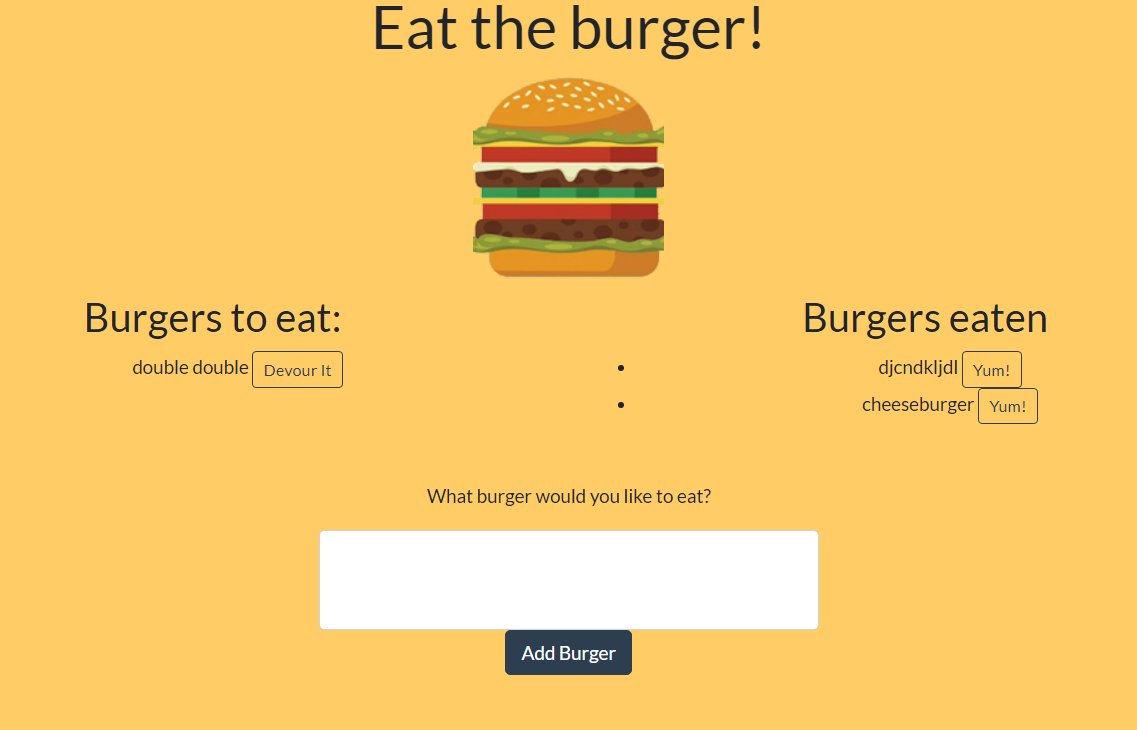 Eat the burger!
Burgers to eat:
double double Devour It
Burgers eaten
djcndkljdl Yum!
cheeseburger Yum!
What burger would you like to eat?
Add Burger